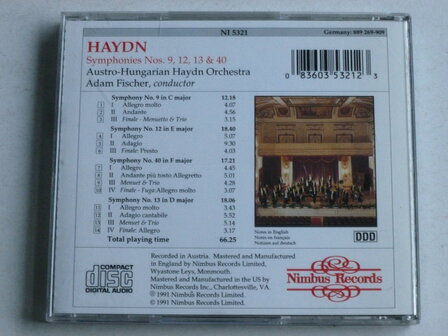 NI 5321
Germany: 889 269-909
HAYDN
Symphonies Nos. 9, 12, 13 & 40
Austro-Hungarian Haydn Orchestra
Adam Fischer, conductor
0 83603 53212 3
Symphony No. 9 in C major 12.18
1 I Allegro molto 4.07
2 II Andante 4.56
3 III Finale - Menuetto & Trio 3.15
Symphony No. 12 in E major 18.40
4 I Allegro 5.07
5 II Adagio 9.30
6 III Finale: Presto 4.03
Symphony No. 40 in F major 17.21
7 I Allegro 4.45
8 II Andante più tosto Allegretto 5.01
9 III Menuet & Trio 4.28
10 IV Finale - Fuga: Allegro molto 3.07
Symphony No. 13 in D major 18.06
11 I Allegro molto 3.43
12 II Adagio cantabile 5.52
13 III Menuet & Trio 5.14
14 IV Finale: Allegro 3.17
Total playing time 66.25
Notes in English
Notes en français
Notizen auf deutsch
DDD
COMPACT
disc
DIGITAL AUDIO
Recorded in Austria. Mastered and Manufactured
in England by Nimbus Records Limited,
Wyastone Leys, Monmouth.
Mastered and Manufactured in the US by
Nimbus Records Inc., Charlottesville, VA.
Ⓟ 1991 Nimbus Records Limited.
© 1991 Nimbus Records Limited.
Nimbus Records